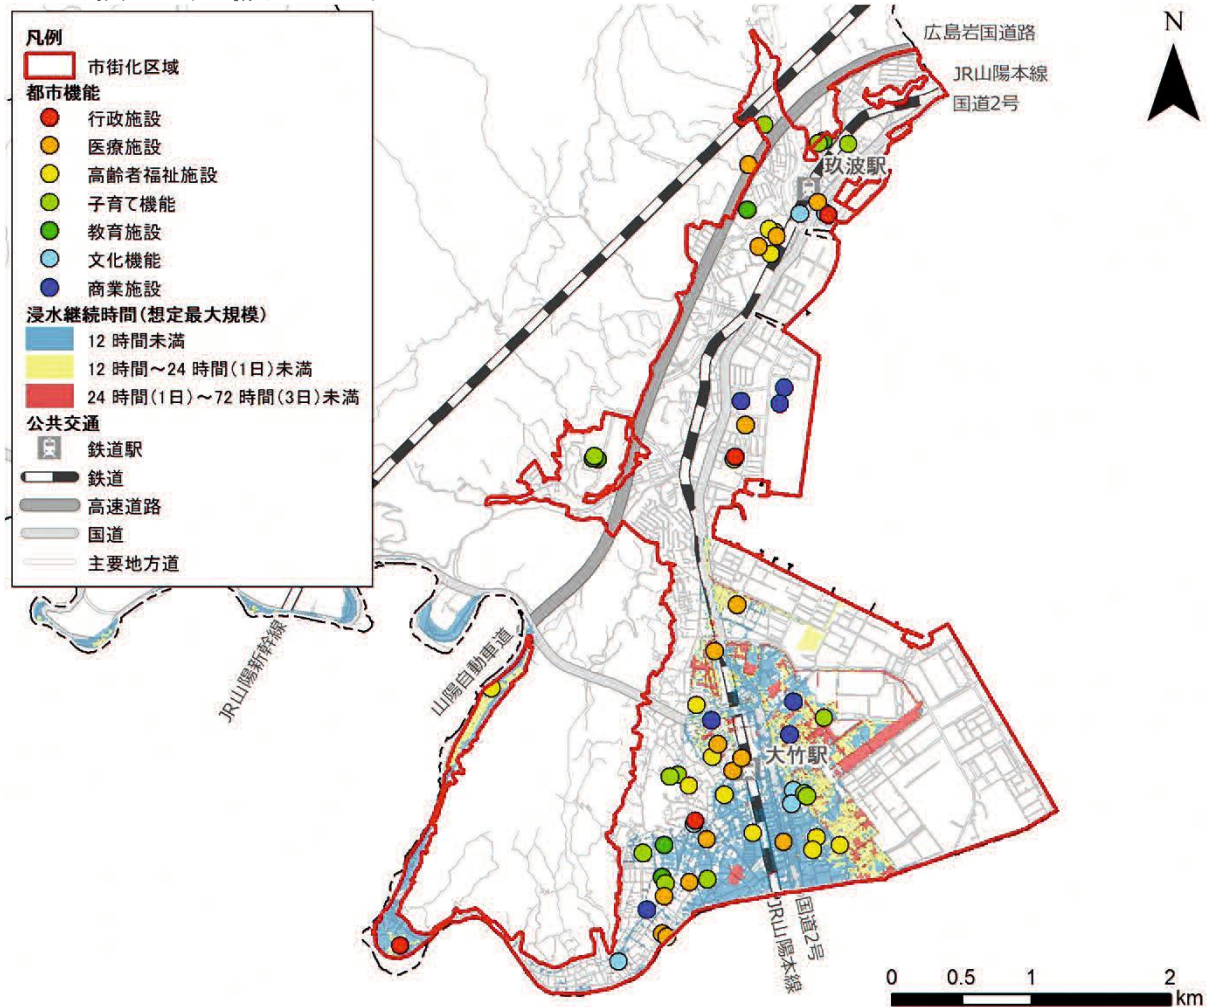 凡例
市街化区域
都市機能
行政施設
医療施設
高齢者福祉施設
子育て機能
教育施設
文化機能
商業施設
浸水継続時間(想定最大規模)
12 時間未満
12 時間～24 時間(1日)未満
24 時間(1日)～72 時間(3日)未満
公共交通
鉄道駅
鉄道
高速道路
国道
主要地方道
広島岩国道路
JR山陽本線
国道2号
N
玖波駅
JR山陽新幹線
山陽自動車道
大竹駅
国道2号
JR山陽本線
0 0.5 1 2
km